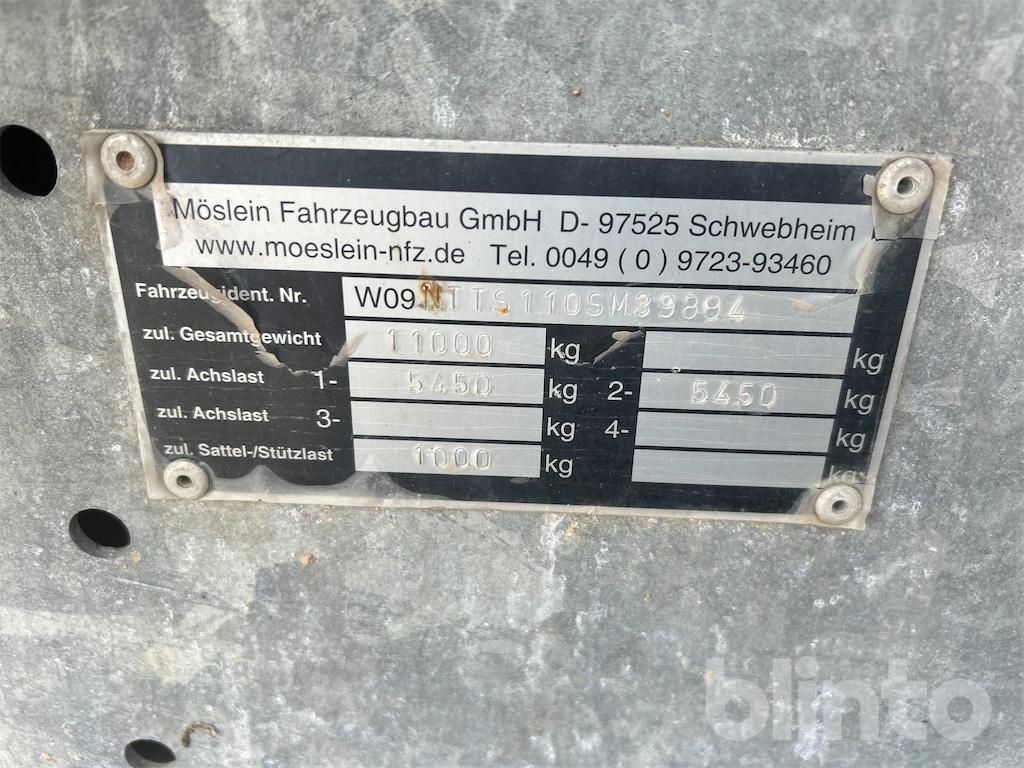 Möslein Fahrzeugbau GmbH D- 97525 Schwebheim
www.moeslein-nfz.de Tel. 0049 ( 0 ) 9723-93460
Fahrzeugident. Nr. W09NTTS110SM39884
zul. Gesamtgewicht 11000 kg kg
zul. Achslast 1- 5450 kg 2- 5450 kg
zul. Achslast 3- kg 4- kg
zul. Sattel-/Stützlast 1000 kg kg
blinto